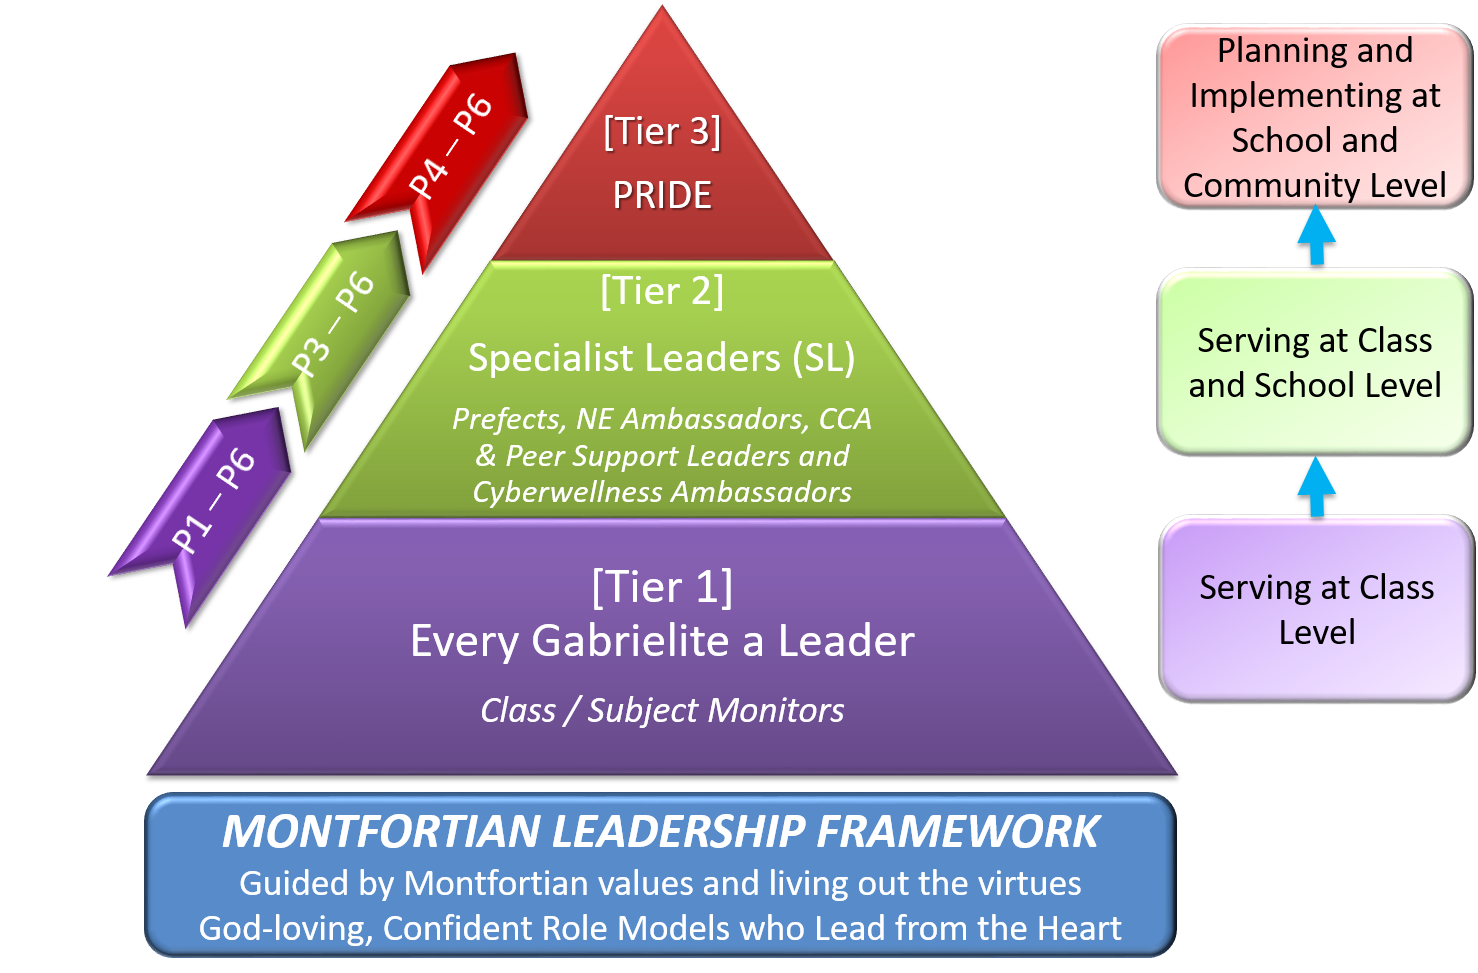 P4 – P6
[Tier 3]
PRIDE
Planning and
Implementing at
School and
Community Level
P3 – P6
[Tier 2]
Specialist Leaders (SL)
Prefects, NE Ambassadors, CCA
& Peer Support Leaders and
Cyberwellness Ambassadors
Serving at Class
and School Level
P1 – P6
[Tier 1]
Every Gabrielite a Leader
Class / Subject Monitors
Serving at Class
Level
MONTFORTIAN LEADERSHIP FRAMEWORK
Guided by Montfortian values and living out the virtues
God-loving, Confident Role Models who Lead from the Heart